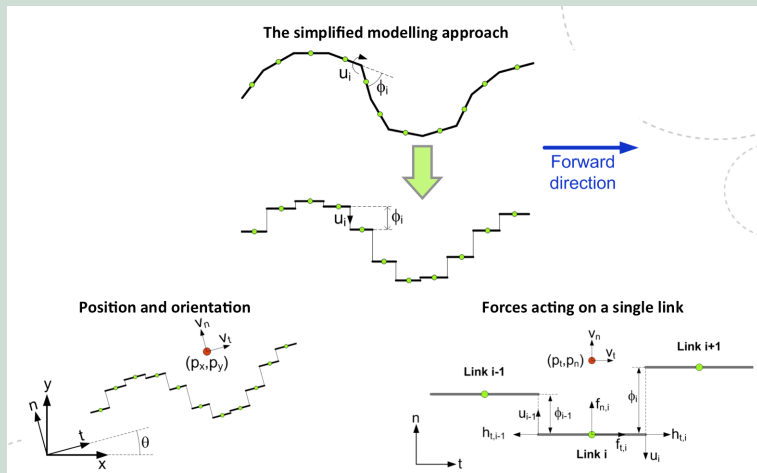 The simplified modelling approach
uᵢ
ϕᵢ
Forward
direction
uᵢ
ϕᵢ
Position and orientation
vₙ
vₜ
(pₓ,p_y)
y
n
t
θ
x
Forces acting on a single link
vₙ
vₜ
(pₜ,pₙ)
Link i-1
Link i+1
n
t
uᵢ₋₁
ϕᵢ₋₁
fₙ,ᵢ
ϕᵢ
hₜ,ᵢ₋₁
fₜ,ᵢ
hₜ,ᵢ
Link i
uᵢ